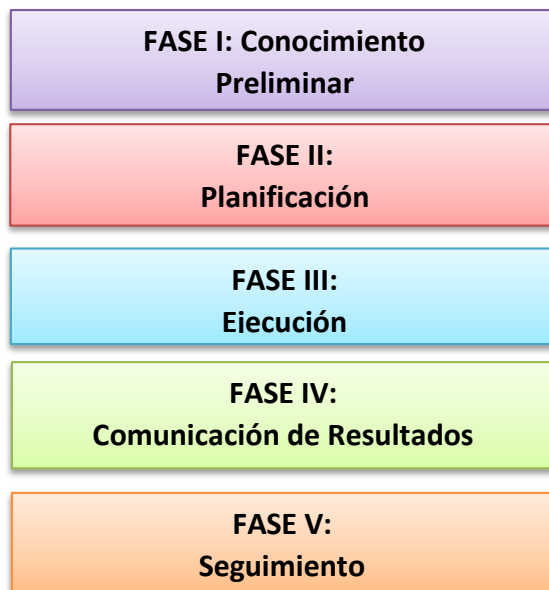 FASE I: Conocimiento
Preliminar
FASE II:
Planificación
FASE III:
Ejecución
FASE IV:
Comunicación de Resultados
FASE V:
Seguimiento